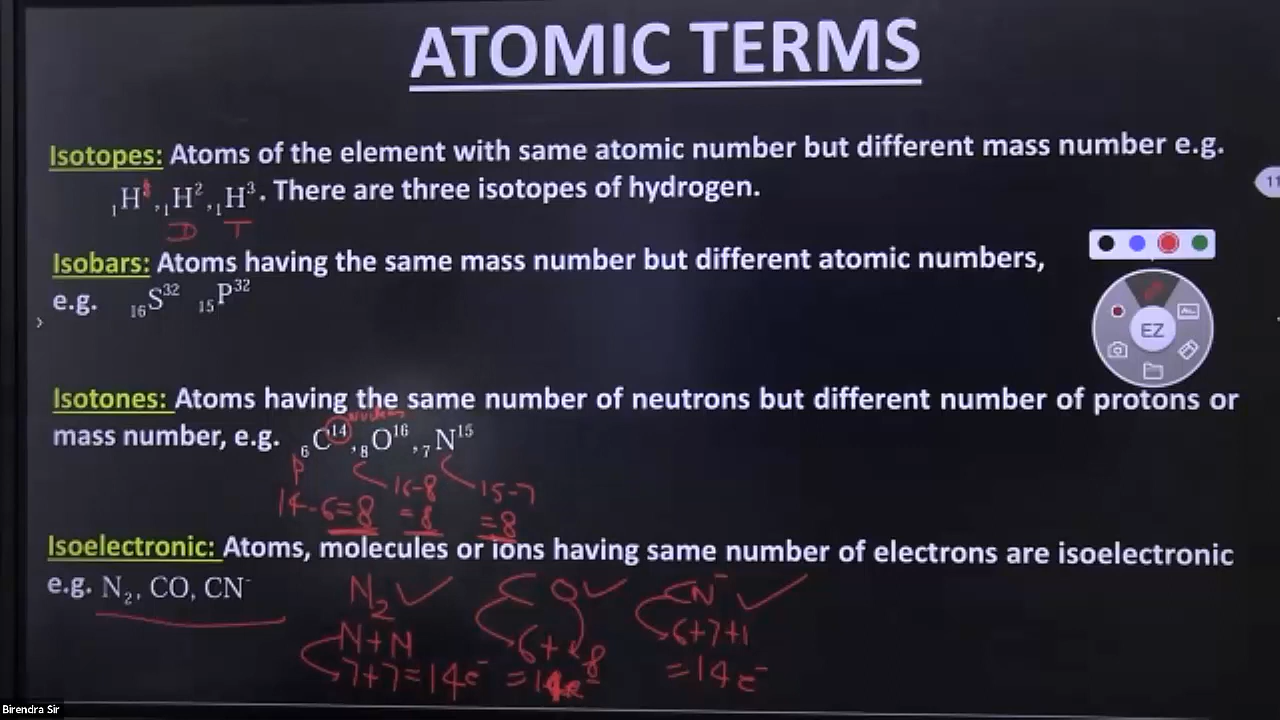 ATOMIC TERMS
Isotopes: Atoms of the element with same atomic number but different mass number e.g.
₁H¹, ₁H², ₁H³. There are three isotopes of hydrogen.
D T
11
Isobars: Atoms having the same mass number but different atomic numbers,
e.g. ₁₆S³² ₁₅P³²
EZ
Isotones: Atoms having the same number of neutrons but different number of protons or
mass number, e.g. ₆C¹⁴, ₈O¹⁶, ₇N¹⁵
P
14-6=8 16-8=8 15-7=8
Isoelectronic: Atoms, molecules or ions having same number of electrons are isoelectronic
e.g. N₂, CO, CN⁻
N₂ ✓ CO ✓ CN⁻ ✓
N+N 6+8 6+7+1
7+7=14e⁻ =14e⁻ =14e⁻
Birendra Sir